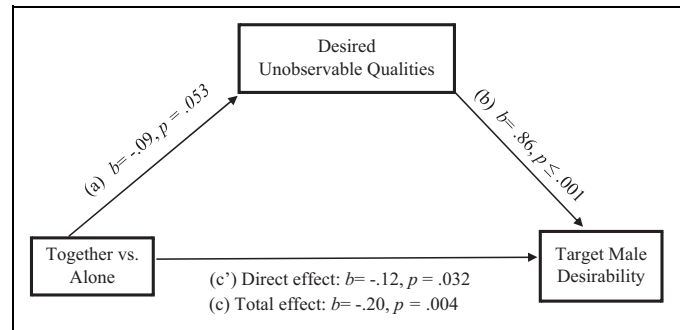 Desired
Unobservable Qualities
(a) b= -.09, p = .053
(b) b= .86, p ≤ .001
Together vs.
Alone
Target Male
Desirability
(c') Direct effect: b= -.12, p = .032
(c) Total effect: b= -.20, p = .004